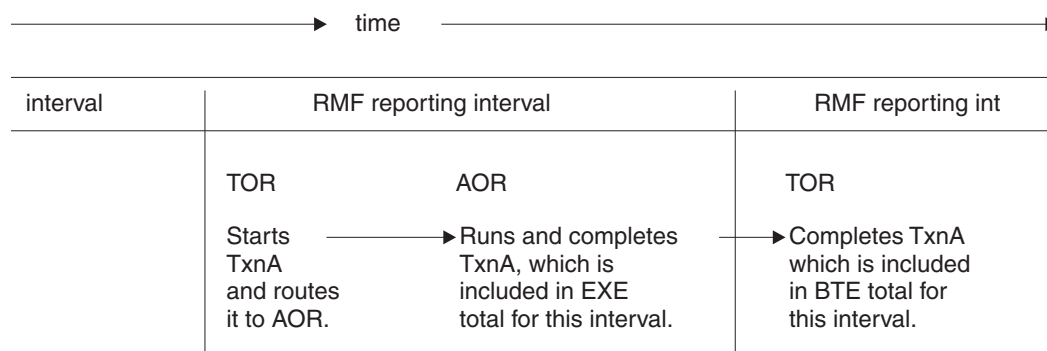 time
interval
RMF reporting interval
RMF reporting int
TOR
Starts
TxnA
and routes
it to AOR.
AOR
Runs and completes
TxnA, which is
included in EXE
total for this interval.
TOR
Completes TxnA
which is included
in BTE total for
this interval.